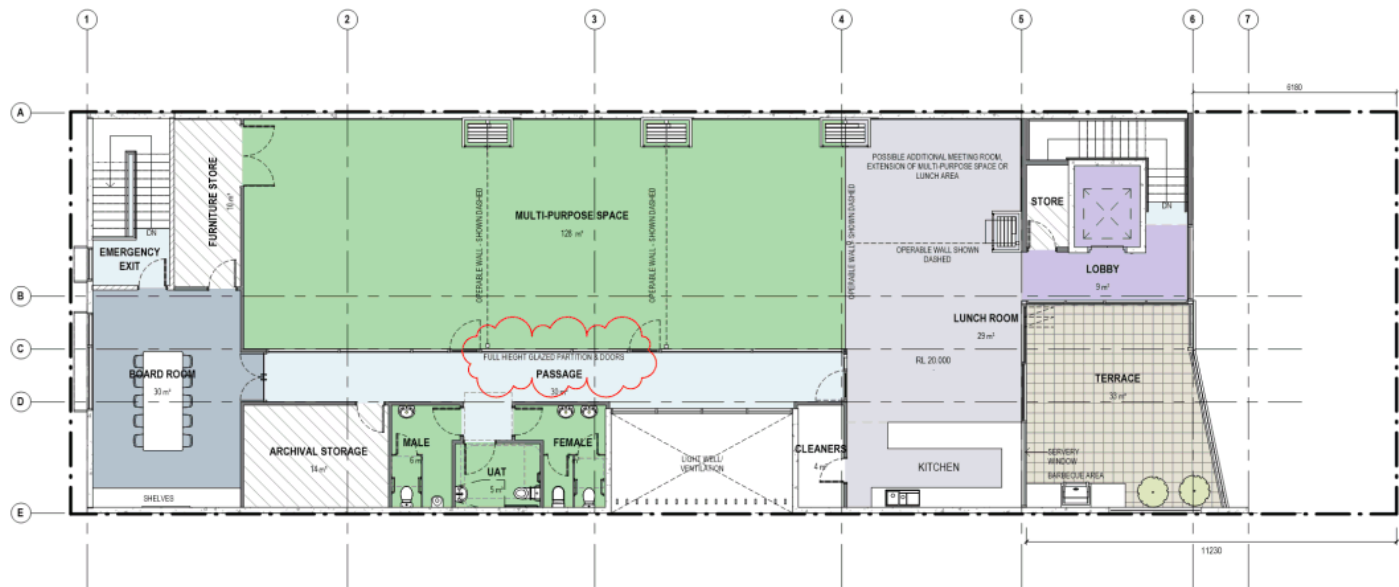 1 2 3 4 5 6 7
6160
A
POSSIBLE ADDITIONAL MEETING ROOM,
EXTENSION OF MULTI-PURPOSE SPACE OR
LUNCH AREA
FURNITURE STORE
10 m²
OPERABLE WALL - SHOWN DASHED
OPERABLE WALL - SHOWN DASHED
OPERABLE WALL SHOWN DASHED
MULTI-PURPOSE SPACE
128 m²
STORE
DN
DN
EMERGENCY
EXIT
OPERABLE WALL SHOWN
DASHED
LOBBY
9 m²
B
LUNCH ROOM
29 m²
C
FULL HIEGHT GLAZED PARTITION & DOORS
RL 20.000
BOARD ROOM
30 m²
PASSAGE
30 m²
TERRACE
30 m²
D
MALE
6 m²
FEMALE
ARCHIVAL STORAGE
14 m²
CLEANERS
4 m²
LIGHT WELL/
VENTILATION
UAT
5 m²
KITCHEN
SERVERY
WINDOW
BARBECUE AREA
SHELVES
E
11230